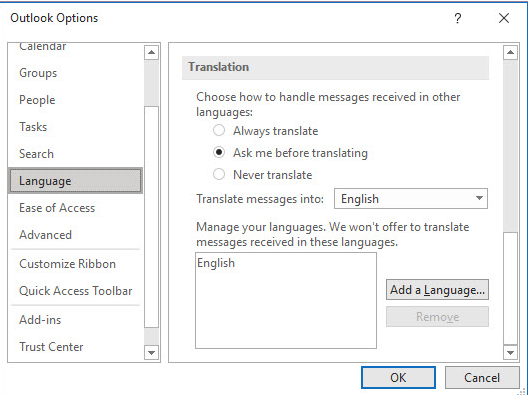 Outlook Options
?
Calendar
Groups
People
Tasks
Search
Language
Ease of Access
Advanced
Customize Ribbon
Quick Access Toolbar
Add-ins
Trust Center
Translation
Choose how to handle messages received in other
languages:
Always translate
Ask me before translating
Never translate
Translate messages into: English
Manage your languages. We won't offer to translate
messages received in these languages.
English
Add a Language...
Remove
OK Cancel